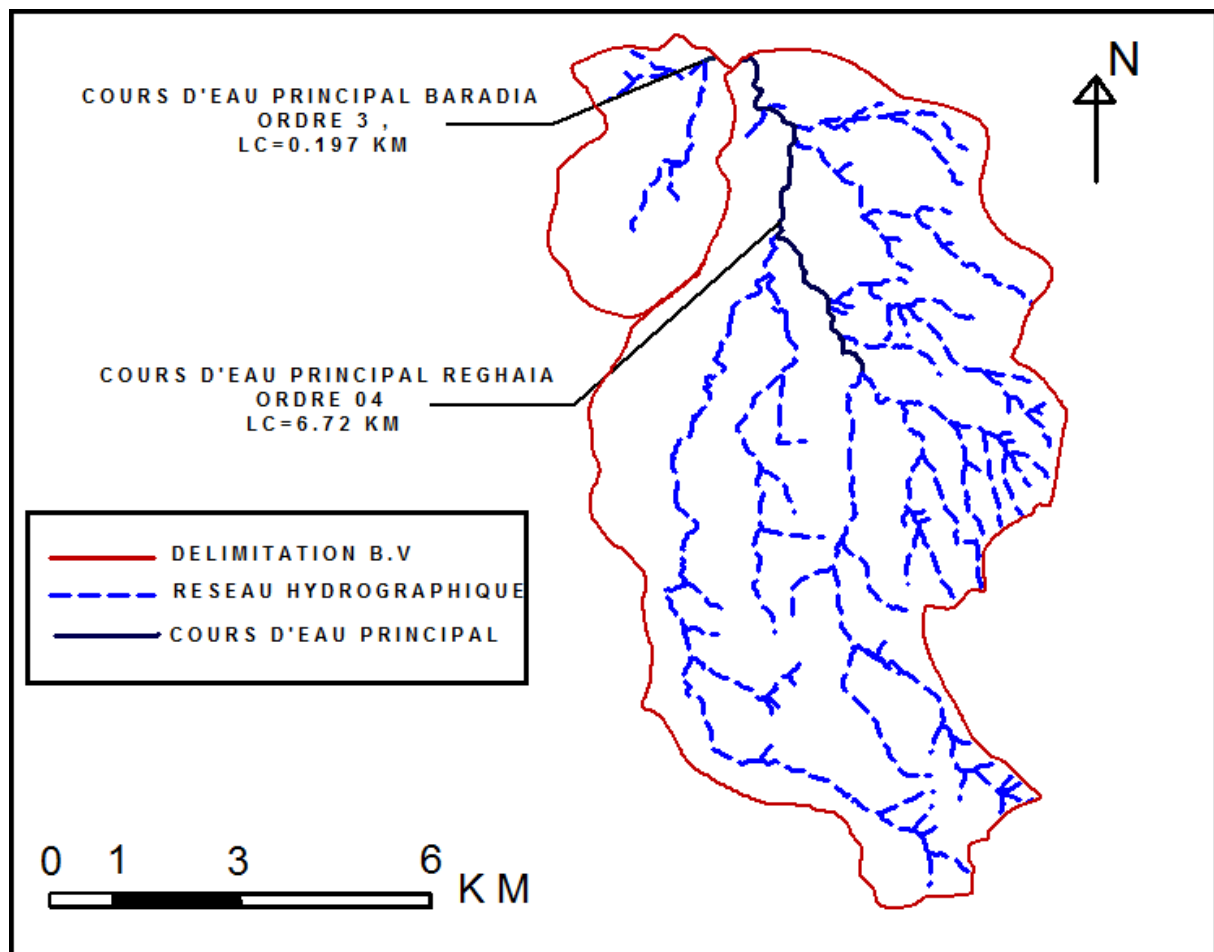 N
COURS D'EAU PRINCIPAL BARADIA
ORDRE 3 ,
LC=0.197 KM
COURS D'EAU PRINCIPAL REGHAIA
ORDRE 04
LC=6.72 KM
DELIMITATION B.V
RESEAU HYDROGRAPHIQUE
COURS D'EAU PRINCIPAL
0 1 3 6
KM